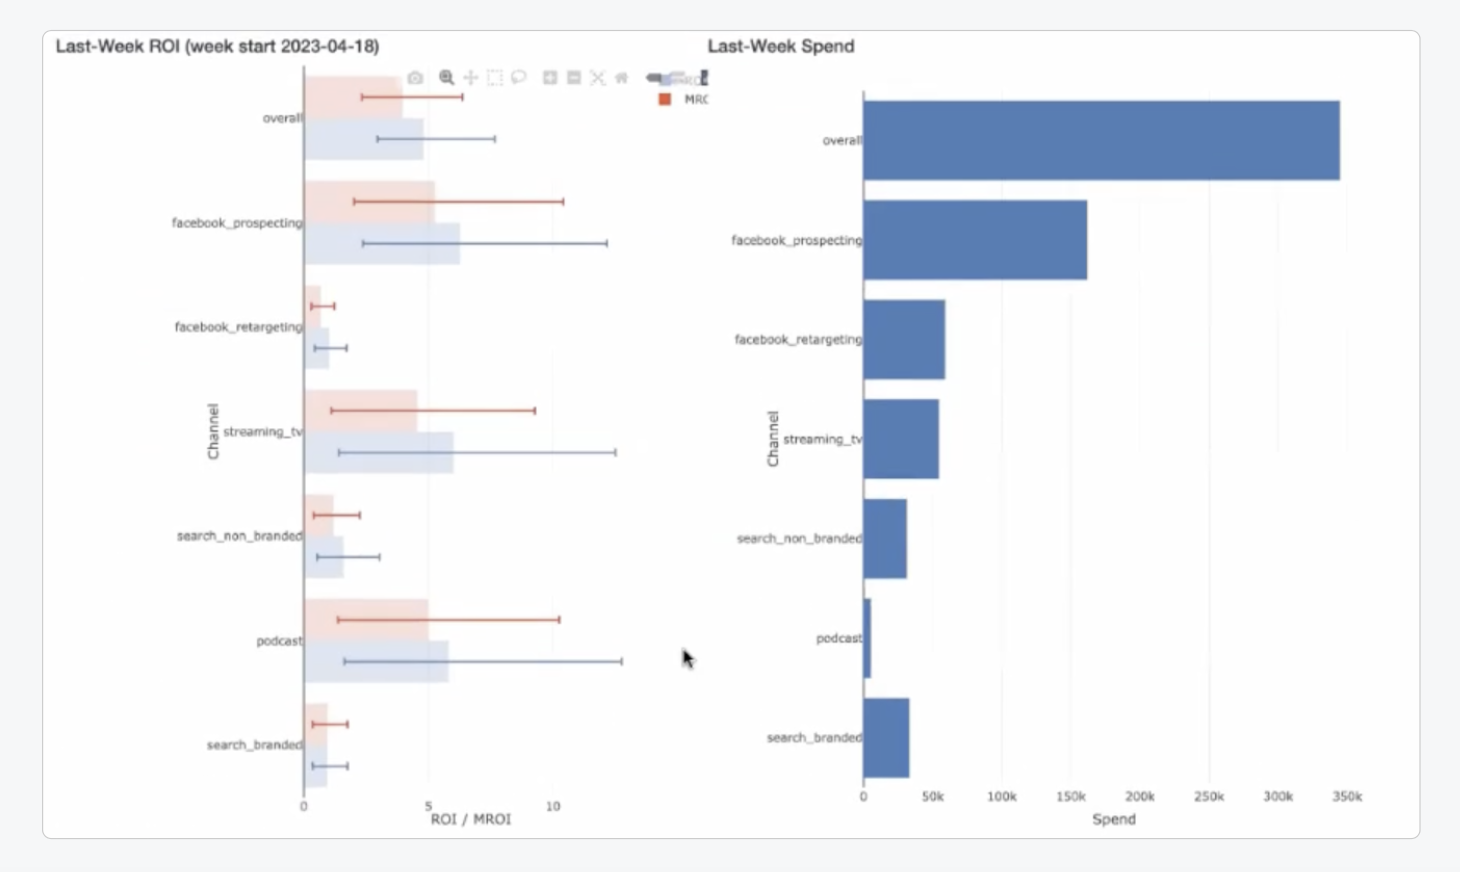 Last-Week ROI (week start 2023-04-18)
MRC
overall
facebook_prospecting
facebook_retargeting
streaming_tv
search_non_branded
podcast
search_branded
Channel
0 5 10
ROI / MROI
Last-Week Spend
overall
facebook_prospecting
facebook_retargeting
streaming_tv
search_non_branded
podcast
search_branded
Channel
0 50k 100k 150k 200k 250k 300k 350k
Spend